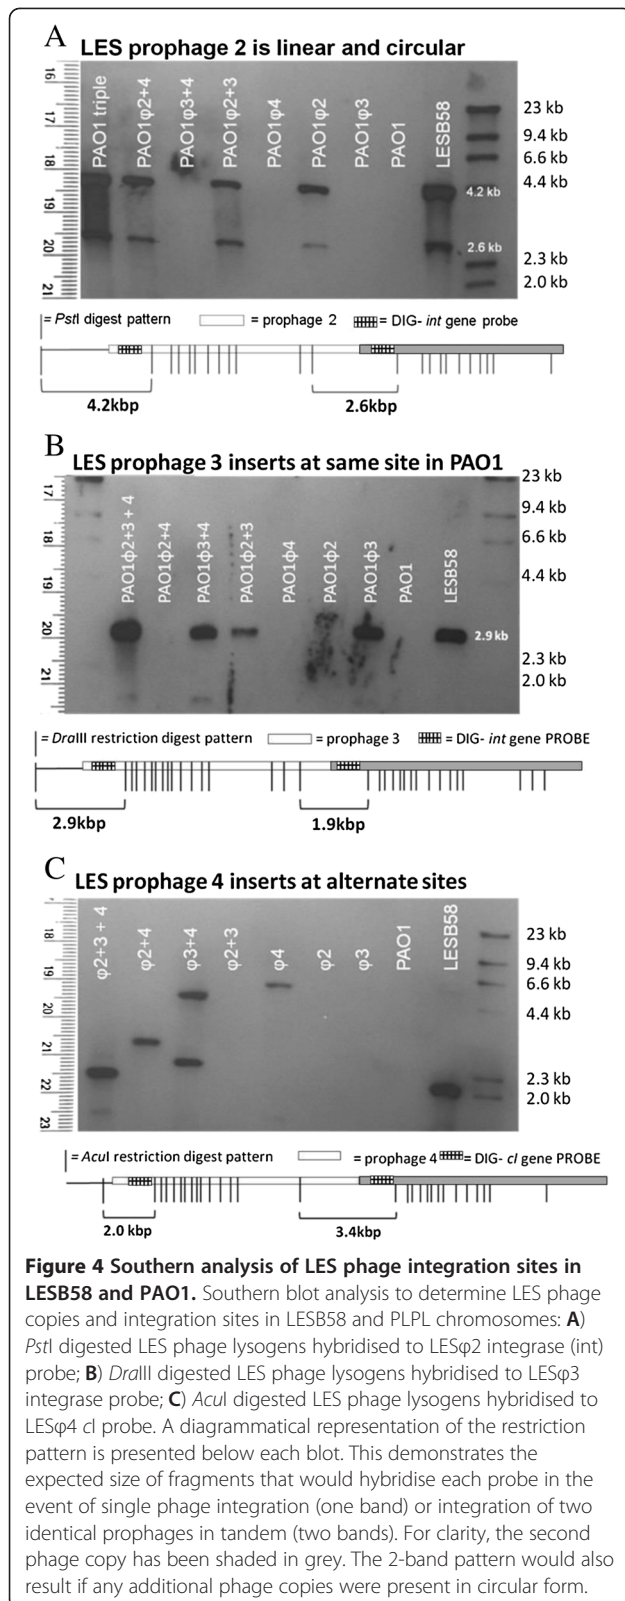 A LES prophage 2 is linear and circular
16
17
18
19
20
21
PAO1 triple
PAO1φ2+4
PAO1φ3+4
PAO1φ2+3
PAO1φ4
PAO1φ2
PAO1φ3
PAO1
LESB58
23 kb
9.4 kb
6.6 kb
4.4 kb
4.2 kb
2.6 kb
2.3 kb
2.0 kb
= PstI digest pattern = prophage 2 = DIG- int gene probe
4.2kbp 2.6kbp
B LES prophage 3 inserts at same site in PAO1
17
18
19
20
21
PAO1φ2+3 + 4
PAO1φ2+4
PAO1φ3+4
PAO1φ2+3
PAO1φ4
PAO1φ2
PAO1φ3
PAO1
LESB58
23 kb
9.4 kb
6.6 kb
4.4 kb
2.9 kb
2.3 kb
2.0 kb
= DraIII restriction digest pattern = prophage 3 = DIG- int gene PROBE
2.9kbp 1.9kbp
C LES prophage 4 inserts at alternate sites
18
19
20
21
22
23
φ2+3 + 4
φ2+4
φ3+4
φ2+3
φ4
φ2
φ3
PAO1
LESB58
23 kb
9.4 kb
6.6 kb
4.4 kb
2.3 kb
2.0 kb
= AcuI restriction digest pattern = prophage 4 = DIG- cI gene PROBE
2.0 kbp 3.4kbp
Figure 4 Southern analysis of LES phage integration sites in
LESB58 and PAO1. Southern blot analysis to determine LES phage
copies and integration sites in LESB58 and PLPL chromosomes: A)
PstI digested LES phage lysogens hybridised to LESφ2 integrase (int)
probe; B) DraIII digested LES phage lysogens hybridised to LESφ3
integrase probe; C) AcuI digested LES phage lysogens hybridised to
LESφ4 cI probe. A diagrammatical representation of the restriction
pattern is presented below each blot. This demonstrates the
expected size of fragments that would hybridise each probe in the
event of single phage integration (one band) or integration of two
identical prophages in tandem (two bands). For clarity, the second
phage copy has been shaded in grey. The 2-band pattern would also
result if any additional phage copies were present in circular form.